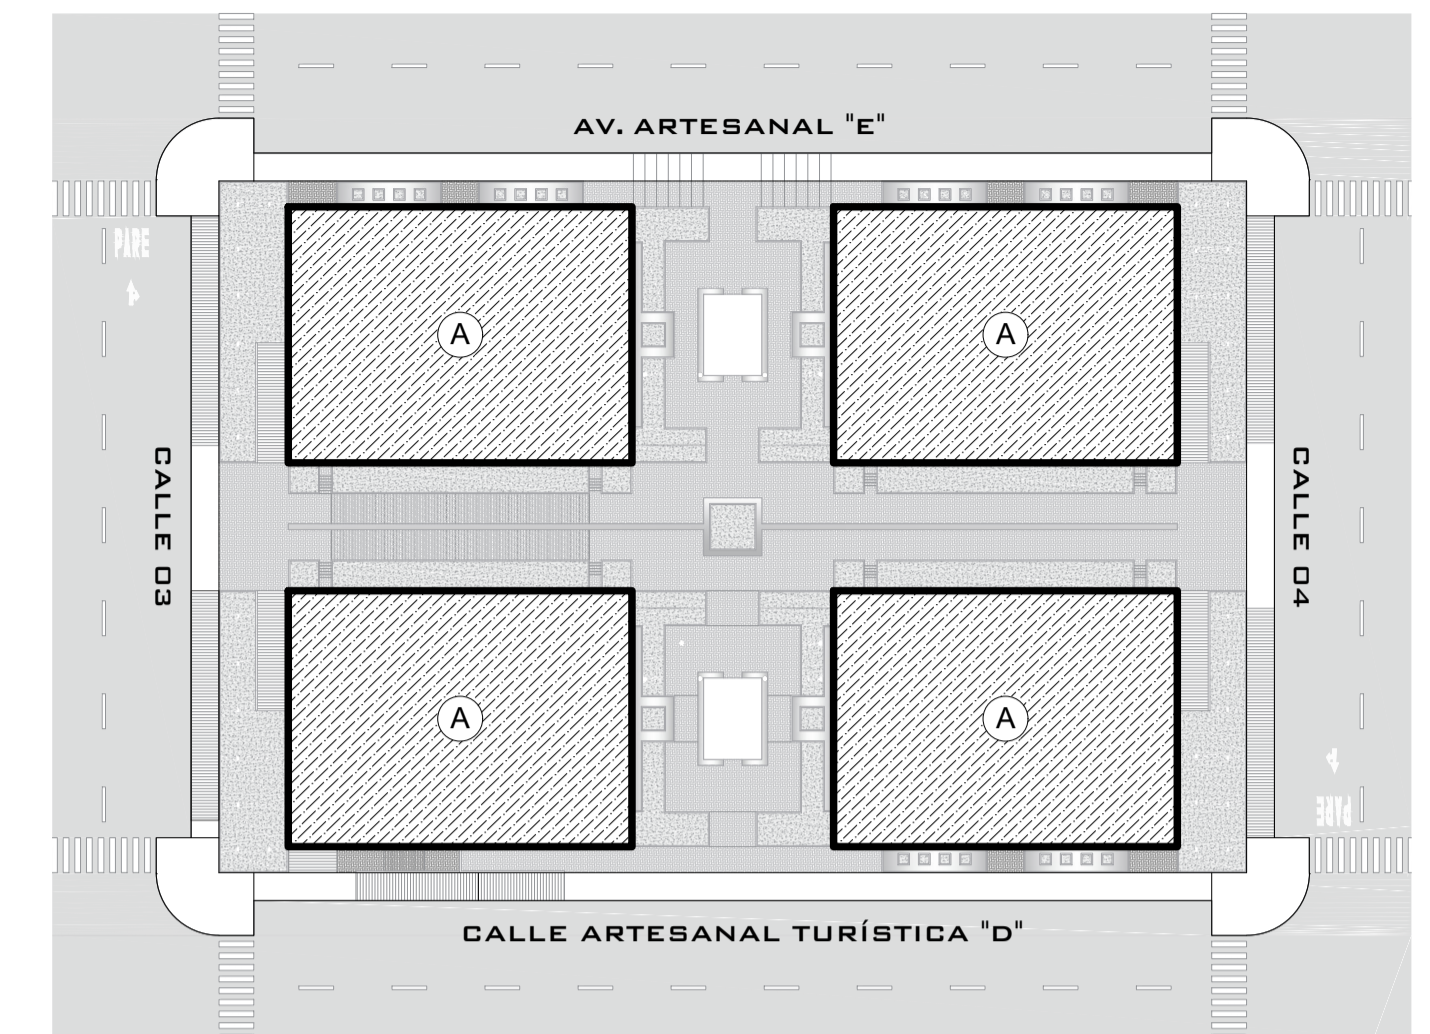 AV. ARTESANAL "E"
PARE
A
A
CALLE 03
CALLE 04
A
A
PARE
CALLE ARTESANAL TURÍSTICA "D"